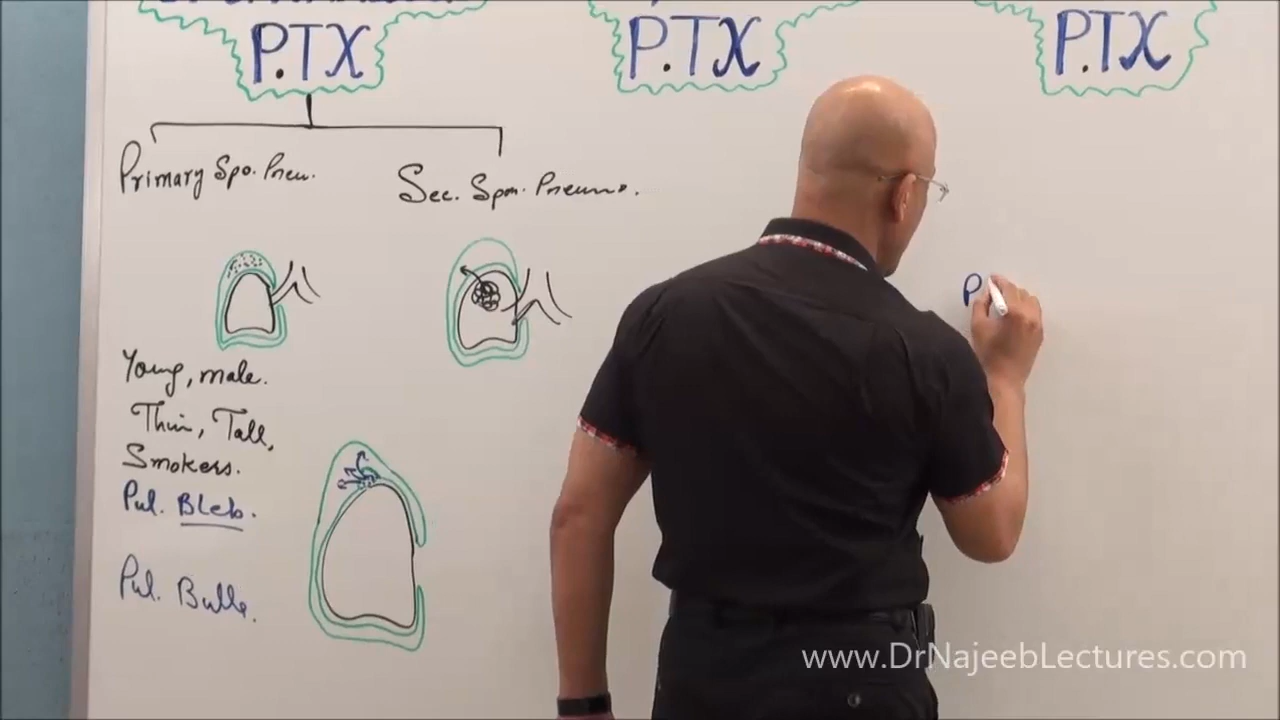 P.TX
P.TX
P.TX
Primary Spo. Pneu.
Sec. Spon. Pneumo.
P
Young, male.
Thin, Tall,
Smokers.
Pul. Bleb.
Pul. Bulla.
www.DrNajeebLectures.com